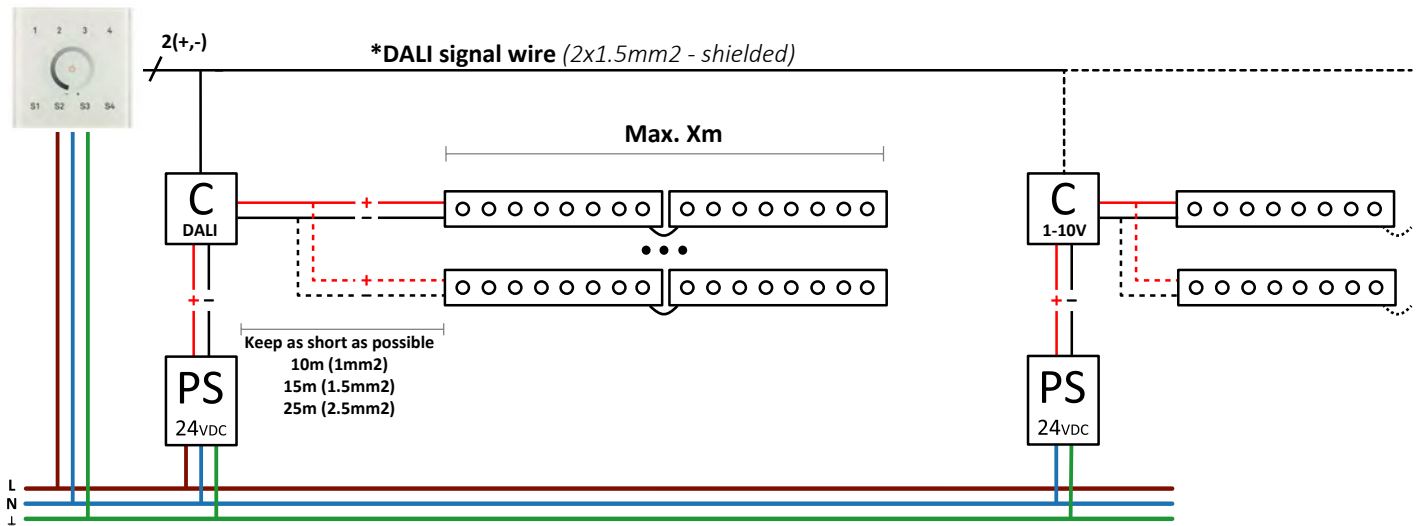 1 2 3 4
S1 S2 S3 S4
2(+,-)
*DALI signal wire (2x1.5mm2 - shielded)
Max. Xm
C
DALI
+
-
+
-
+ -
Keep as short as possible
10m (1mm2)
15m (1.5mm2)
25m (2.5mm2)
PS
24VDC
C
1-10V
+ -
PS
24VDC
L
N
⊥